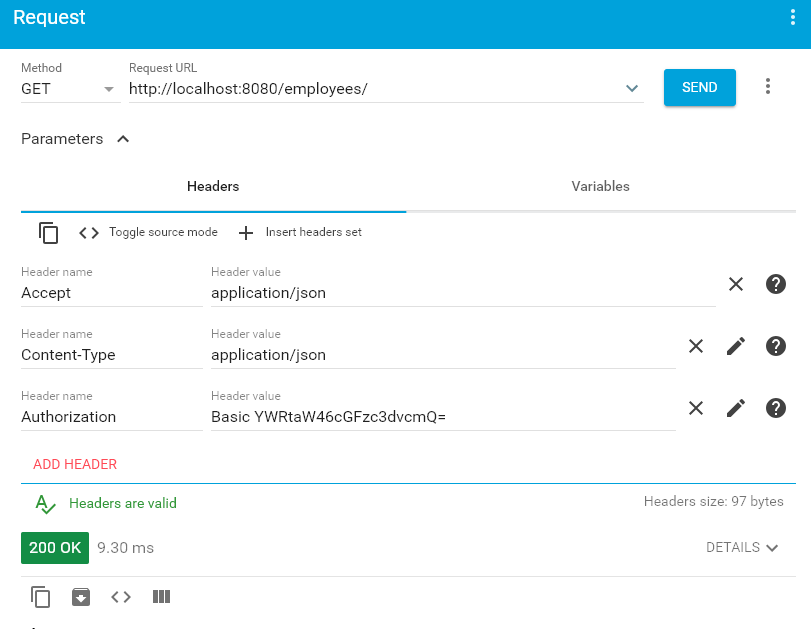 Request
Method
Request URL
GET
http://localhost:8080/employees/
SEND
Parameters
Headers
Variables
Toggle source mode
Insert headers set
Header name
Header value
Accept
application/json
Header name
Header value
Content-Type
application/json
Header name
Header value
Authorization
Basic YWRtaW46cGFzc3dvcmQ=
ADD HEADER
Headers are valid
Headers size: 97 bytes
200 OK
9.30 ms
DETAILS